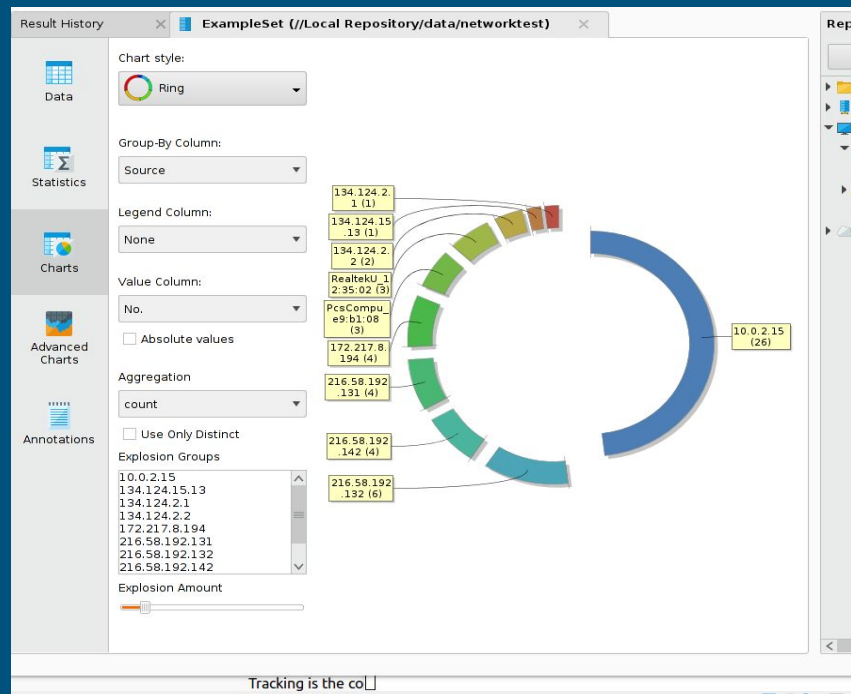 Result History
ExampleSet (//Local Repository/data/networktest)
Rep
Data
Statistics
Charts
Advanced
Charts
Annotations
Chart style:
Ring
Group-By Column:
Source
Legend Column:
None
Value Column:
No.
Absolute values
Aggregation
count
Use Only Distinct
Explosion Groups
10.0.2.15
134.124.15.13
134.124.2.1
134.124.2.2
172.217.8.194
216.58.192.131
216.58.192.132
216.58.192.142
Explosion Amount
134.124.2.
1 (1)
134.124.15
.13 (1)
134.124.2.
2 (2)
RealtekU_1
2:35:02 (3)
PcsCompu_
e9:b1:08
(3)
172.217.8.
194 (4)
216.58.192
.131 (4)
216.58.192
.142 (4)
216.58.192
.132 (6)
10.0.2.15
(26)
Tracking is the co